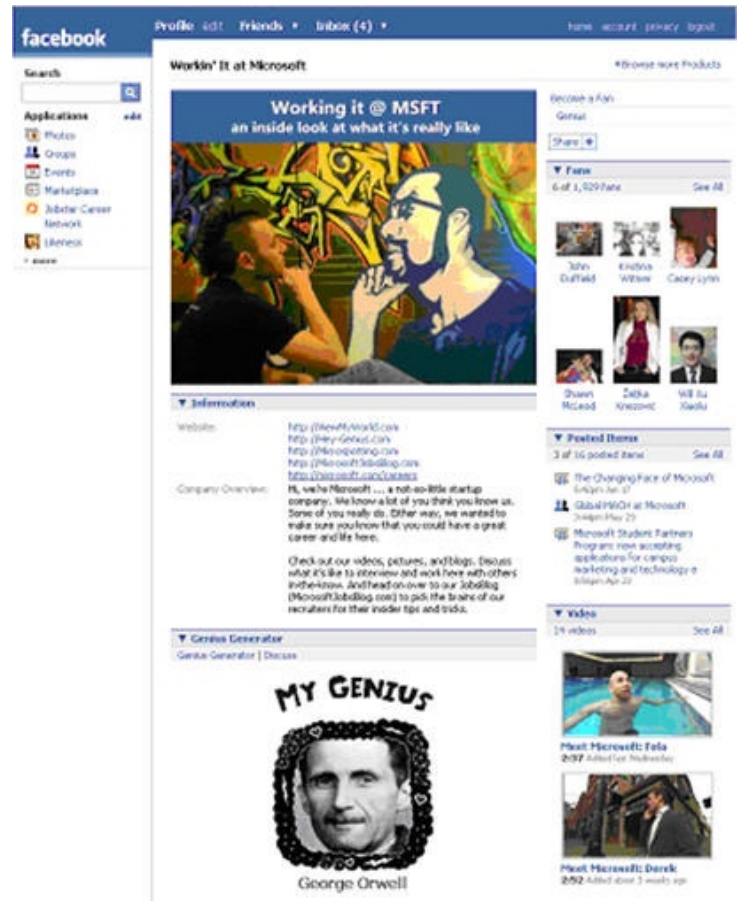 facebook
Profile edit Friends Inbox (4)
home account privacy logout
Search
Applications edit
Photos
Groups
Events
Marketplace
Jobster Career
Network
Likeness
more
Workin' It at Microsoft
Browse more Products
Working it @ MSFT
an inside look at what it's really like
Information
Website:
http://ViewMyWorld.com
http://Hey-Genius.com
http://Microspotting.com
http://MicrosoftJobsBlog.com
http://microsoft.com/careers
Company Overview:
Hi, we're Microsoft ... a not-so-little startup
company. We know a lot of you think you know us.
Some of you really do. Either way, we wanted to
make sure you know that you could have a great
career and life here.
Check out our videos, pictures, and blogs. Discuss
what it's like to interview and work here with others
in-the-know. And head on over to our JobsBlog
(MicrosoftJobsBlog.com) to pick the brains of our
recruiters for their insider tips and tricks.
Genius Generator
Genius Generator | Discuss
MY GENIUS
George Orwell
Become a Fan
Genius
Share +
Fans
6 of 1,929 fans See All
John
Duffield
Kristina
Casey Lynn
Shawn
McLeod
Željka
Knezović
Will Xu
Xiaolu
Posted Items
3 of 16 posted items See All
The Changing Face of Microsoft
Global MACH at Microsoft
Microsoft Student Partners
Program: now accepting
applications for campus
marketing and technology e
Video
14 videos See All
Meet Microsoft: Fola
2:37 Added last Wednesday
Meet Microsoft: Derek
2:52 Added about 3 weeks ago